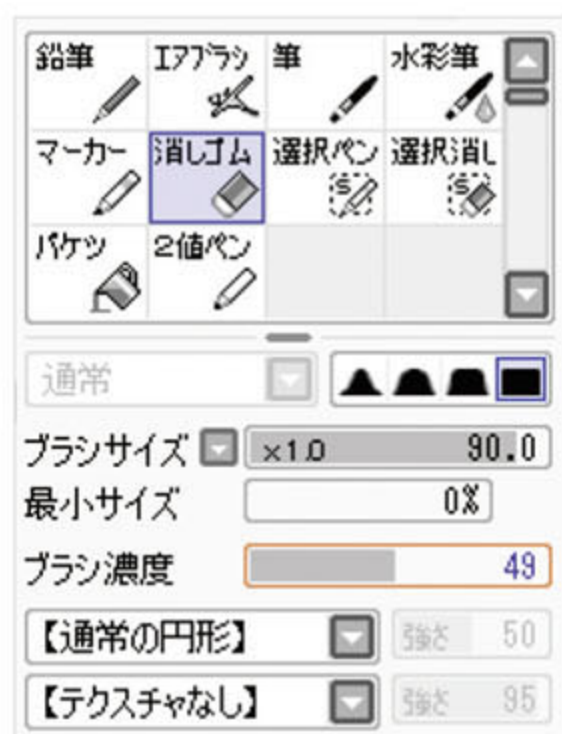 鉛筆 エアブラシ 筆 水彩筆
マーカー 消しゴム 選択ペン 選択消し
バケツ 2値ペン
通常
ブラシサイズ ×1.0 90.0
最小サイズ 0%
ブラシ濃度 49
【通常の円形】 強さ 50
【テクスチャなし】 強さ 95